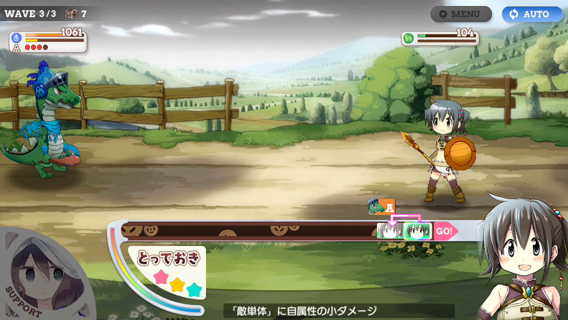 WAVE 3/3 7
MENU
AUTO
1061
A
104
A
GO!
とっておき
SUPPORT
「敵単体」に自属性の小ダメージ